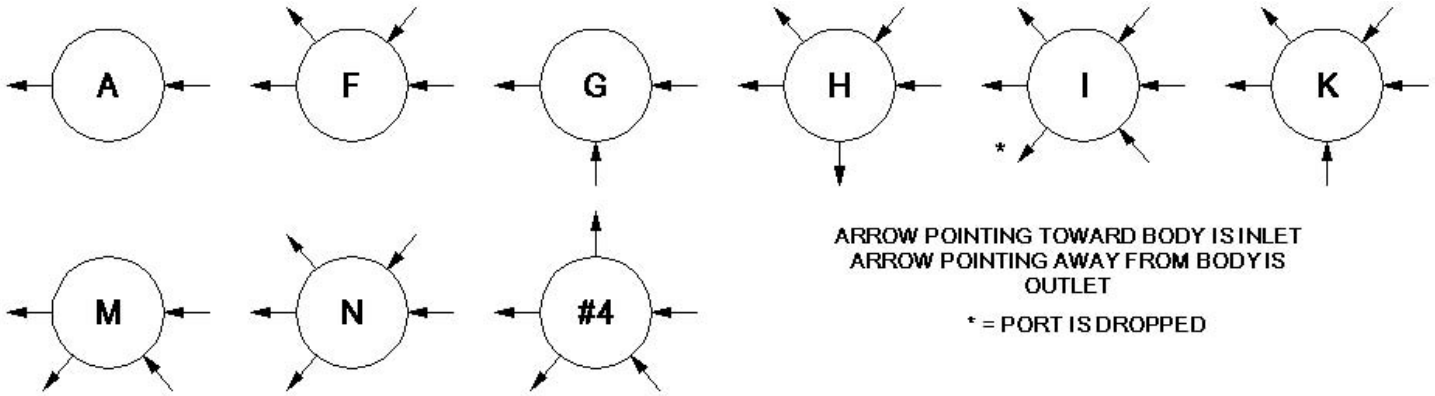 A
F
G
H
I
K
*
ARROW POINTING TOWARD BODY IS INLET
ARROW POINTING AWAY FROM BODY IS
OUTLET
* = PORT IS DROPPED
M
N
#4